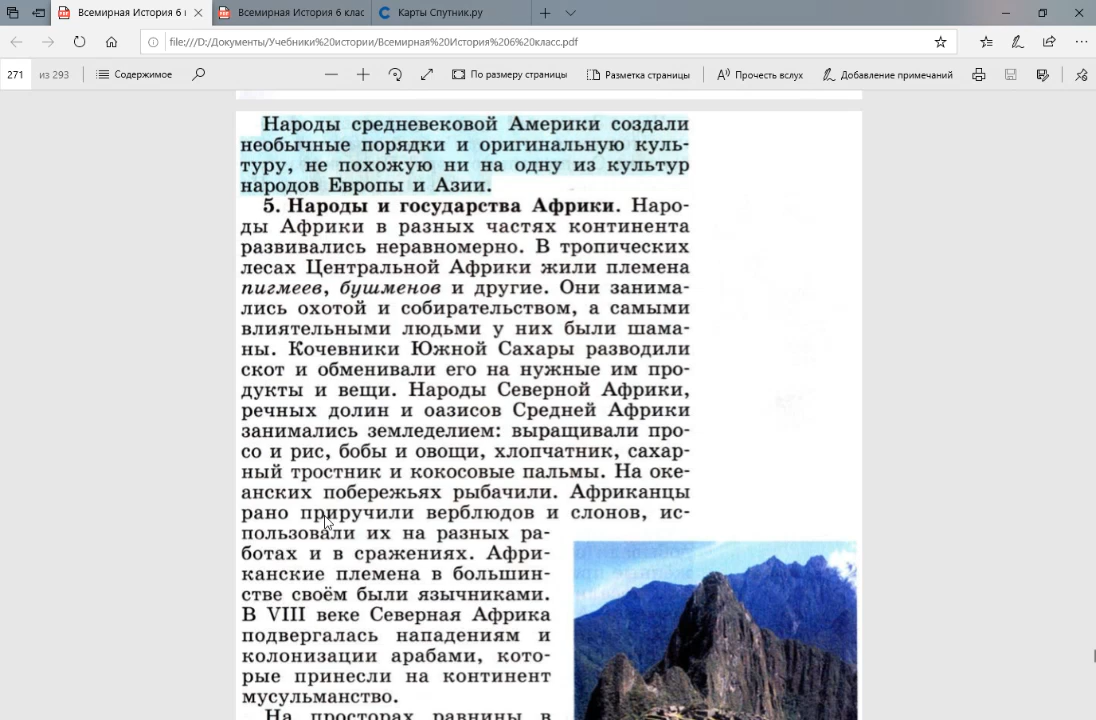 Всемирная История 6 к
Всемирная История 6 клас
Карты Спутник.ру
file:///D:/Документы/Учебники%20истории/Всемирная%20История%206%20класс.pdf
271 из 293
Содержимое
По размеру страницы
Разметка страницы
Прочесть вслух
Добавление примечаний
Народы средневековой Америки создали
необычные порядки и оригинальную куль-
туру, не похожую ни на одну из культур
народов Европы и Азии.
5. Народы и государства Африки. Наро-
ды Африки в разных частях континента
развивались неравномерно. В тропических
лесах Центральной Африки жили племена
пигмеев, бушменов и другие. Они занима-
лись охотой и собирательством, а самыми
влиятельными людьми у них были шама-
ны. Кочевники Южной Сахары разводили
скот и обменивали его на нужные им про-
дукты и вещи. Народы Северной Африки,
речных долин и оазисов Средней Африки
занимались земледелием: выращивали про-
со и рис, бобы и овощи, хлопчатник, сахар-
ный тростник и кокосовые пальмы. На оке-
анских побережьях рыбачили. Африканцы
рано приручили верблюдов и слонов, ис-
пользовали их на разных ра-
ботах и в сражениях. Афри-
канские племена в большин-
стве своём были язычниками.
В VIII веке Северная Африка
подвергалась нападениям и
колонизации арабами, кото-
рые принесли на континент
мусульманство.
На просторах равнины в